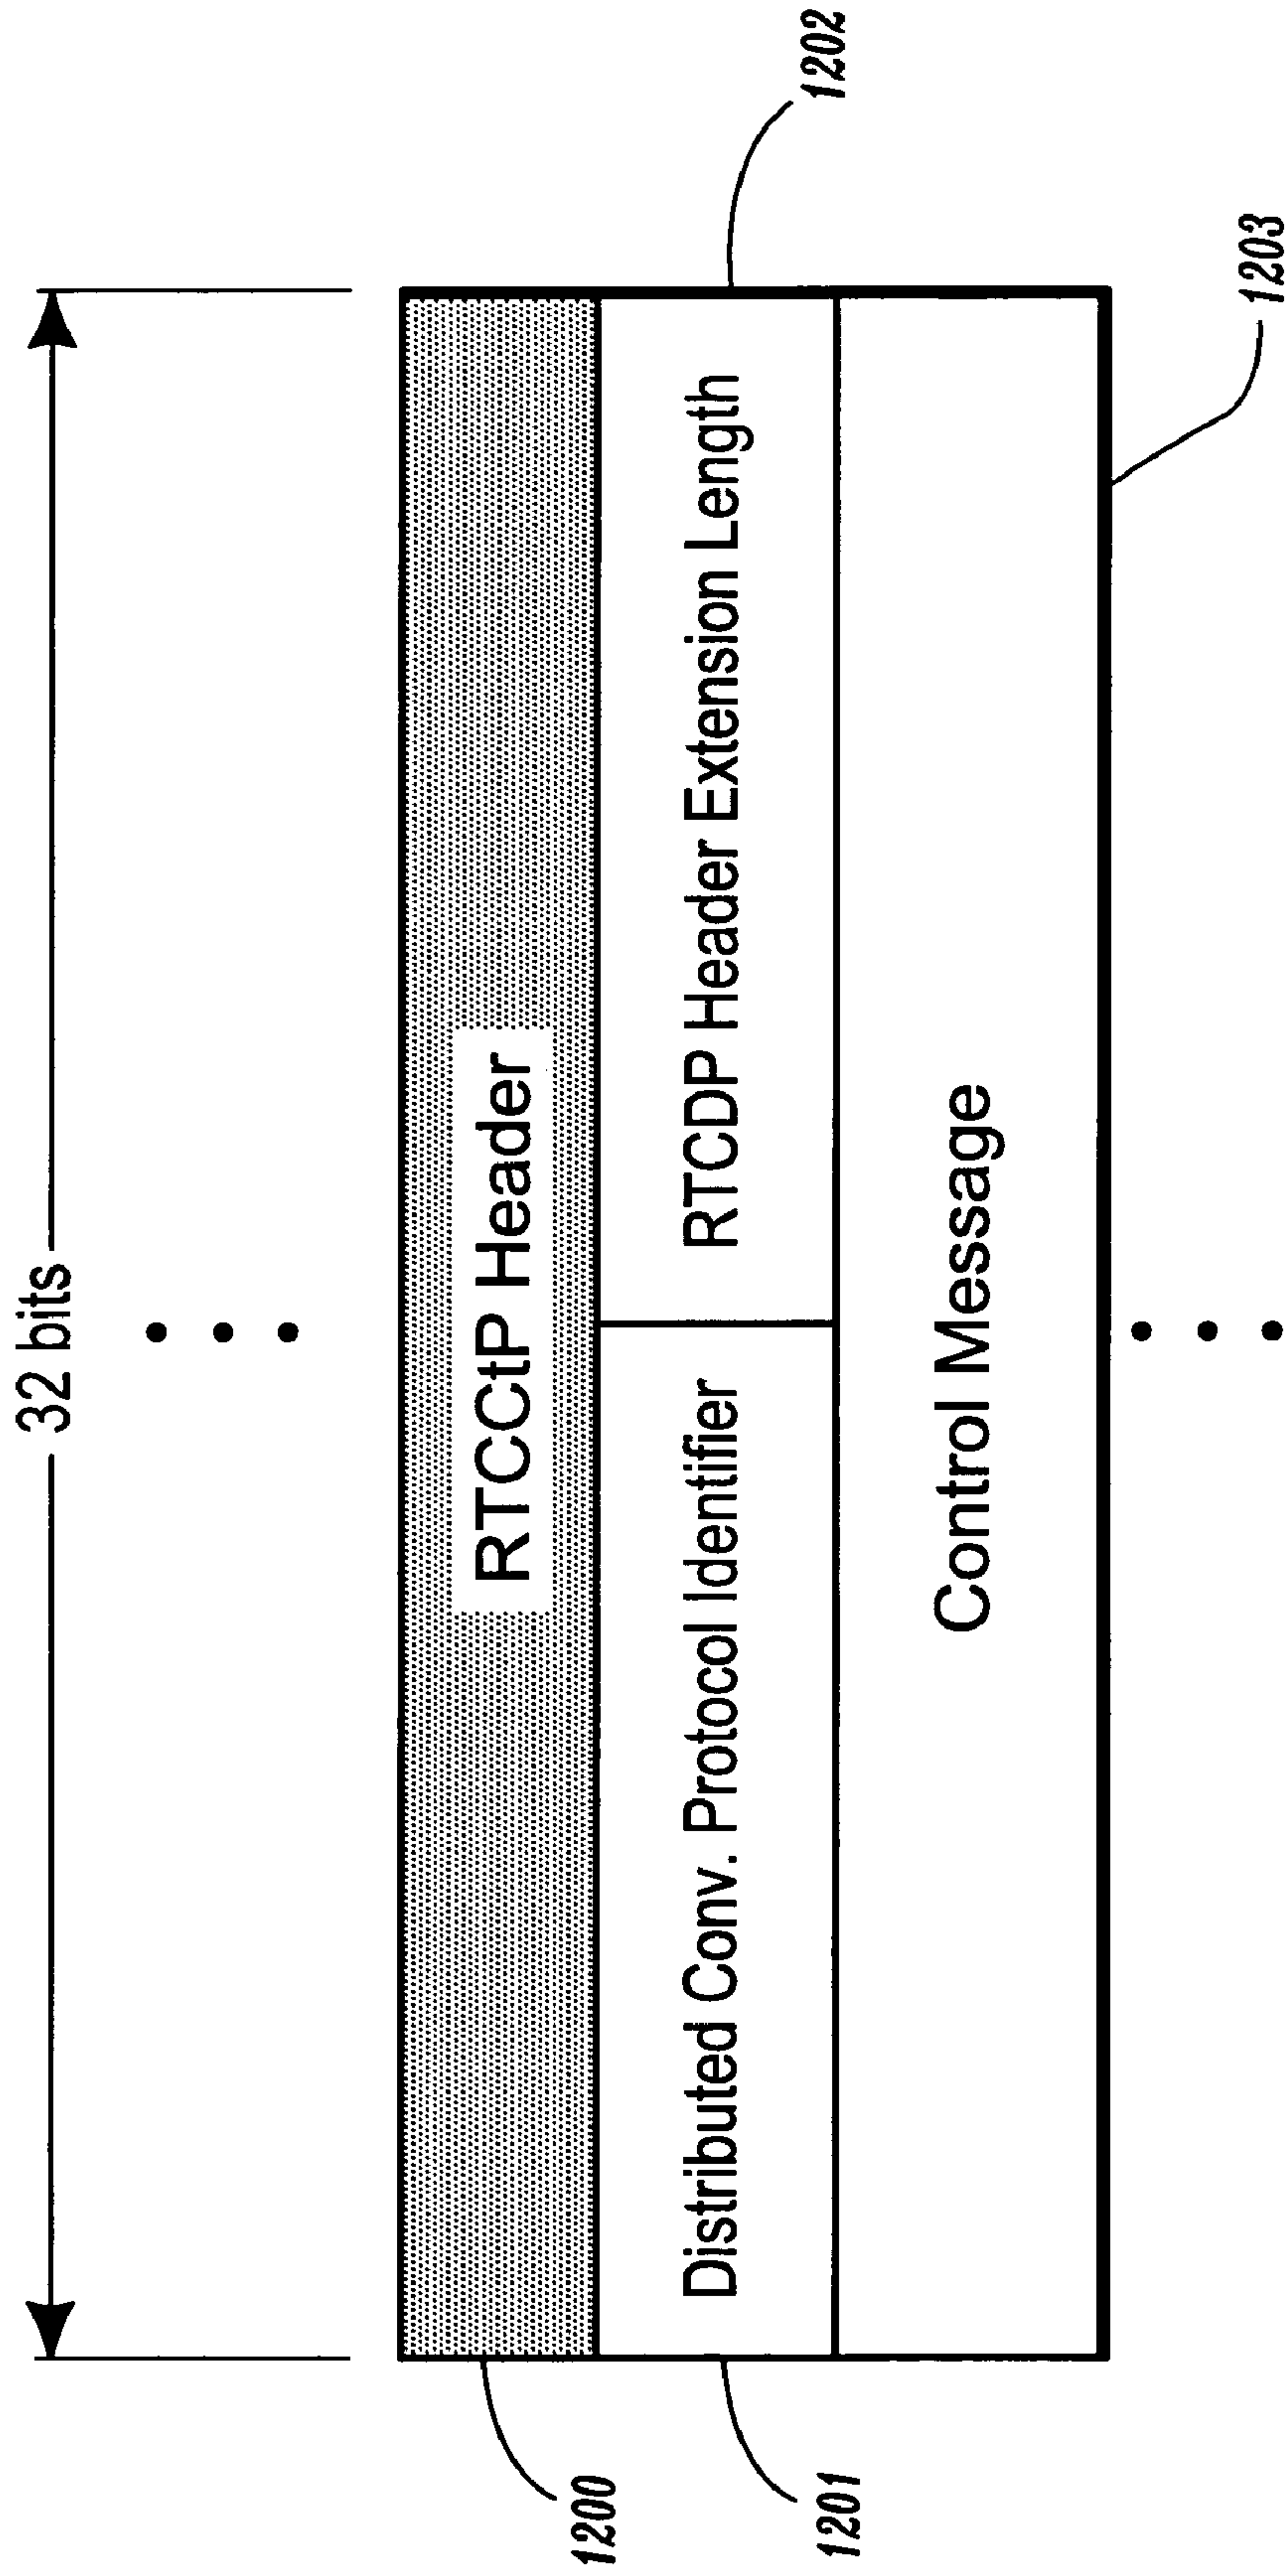 32 bits
RTCCtP Header
1200
Distributed Conv. Protocol Identifier
RTCDP Header Extension Length
1201
1202
Control Message
1203